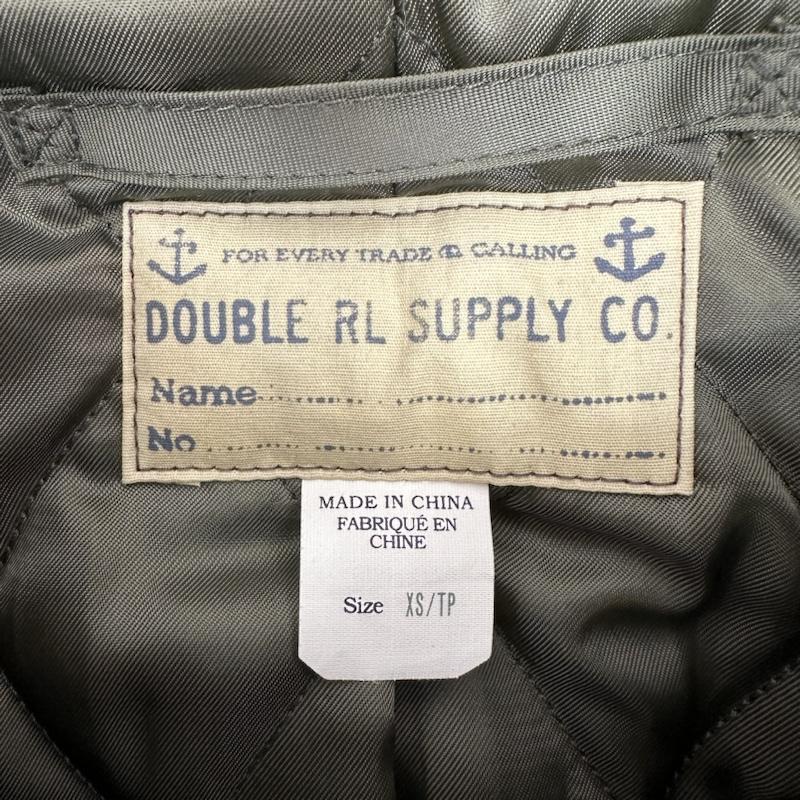 FOR EVERY TRADE & CALLING
DOUBLE RL SUPPLY CO.
Name
No
MADE IN CHINA
FABRIQUÉ EN
CHINE
Size XS/TP